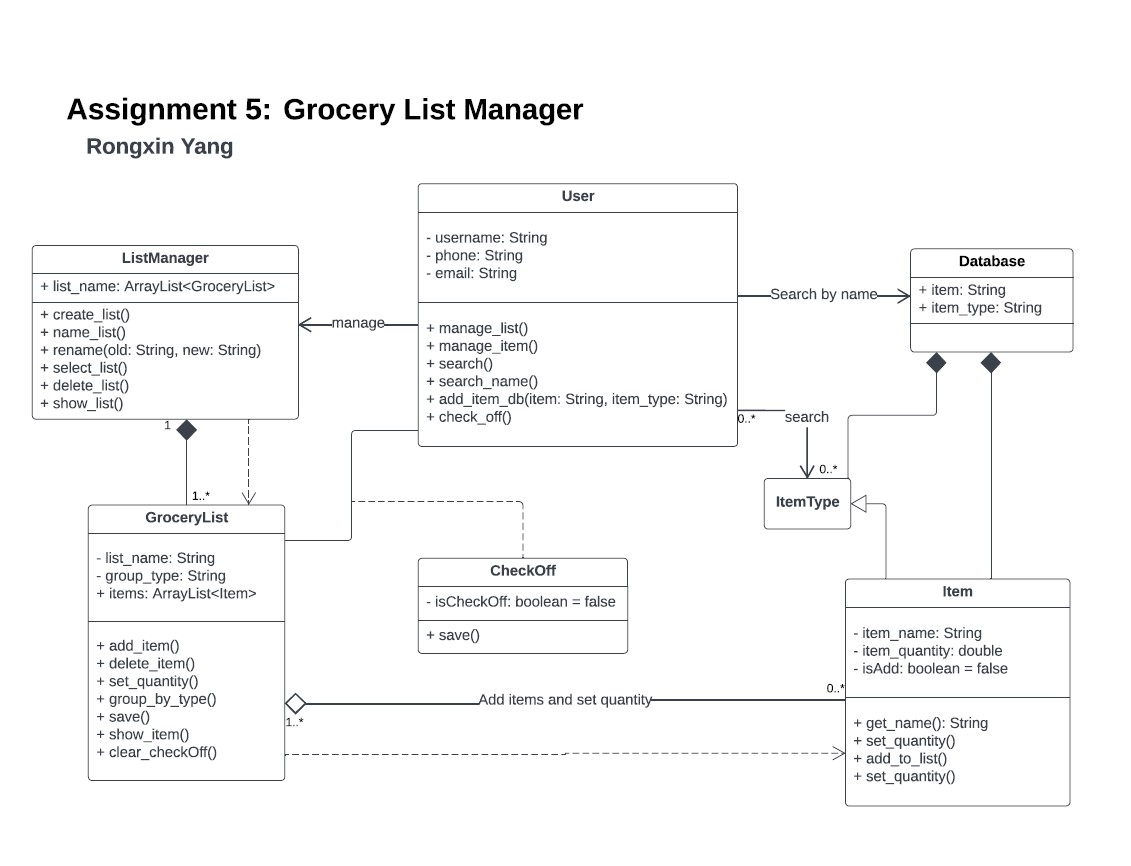 Assignment 5: Grocery List Manager
Rongxin Yang
User
- username: String
- phone: String
- email: String
+ manage_list()
+ manage_item()
+ search()
+ search_name()
+ add_item_db(item: String, item_type: String)
+ check_off()
ListManager
+ list_name: ArrayList<GroceryList>
+ create_list()
+ name_list()
+ rename(old: String, new: String)
+ select_list()
+ delete_list()
+ show_list()
manage
Search by name
Database
+ item: String
+ item_type: String
0..*
search
0..*
ItemType
1
1..*
GroceryList
- list_name: String
- group_type: String
+ items: ArrayList<Item>
+ add_item()
+ delete_item()
+ set_quantity()
+ group_by_type()
+ save()
+ show_item()
+ clear_checkOff()
CheckOff
- isCheckOff: boolean = false
+ save()
Item
- item_name: String
- item_quantity: double
- isAdd: boolean = false
+ get_name(): String
+ set_quantity()
+ add_to_list()
+ set_quantity()
0..*
Add items and set quantity
1..*